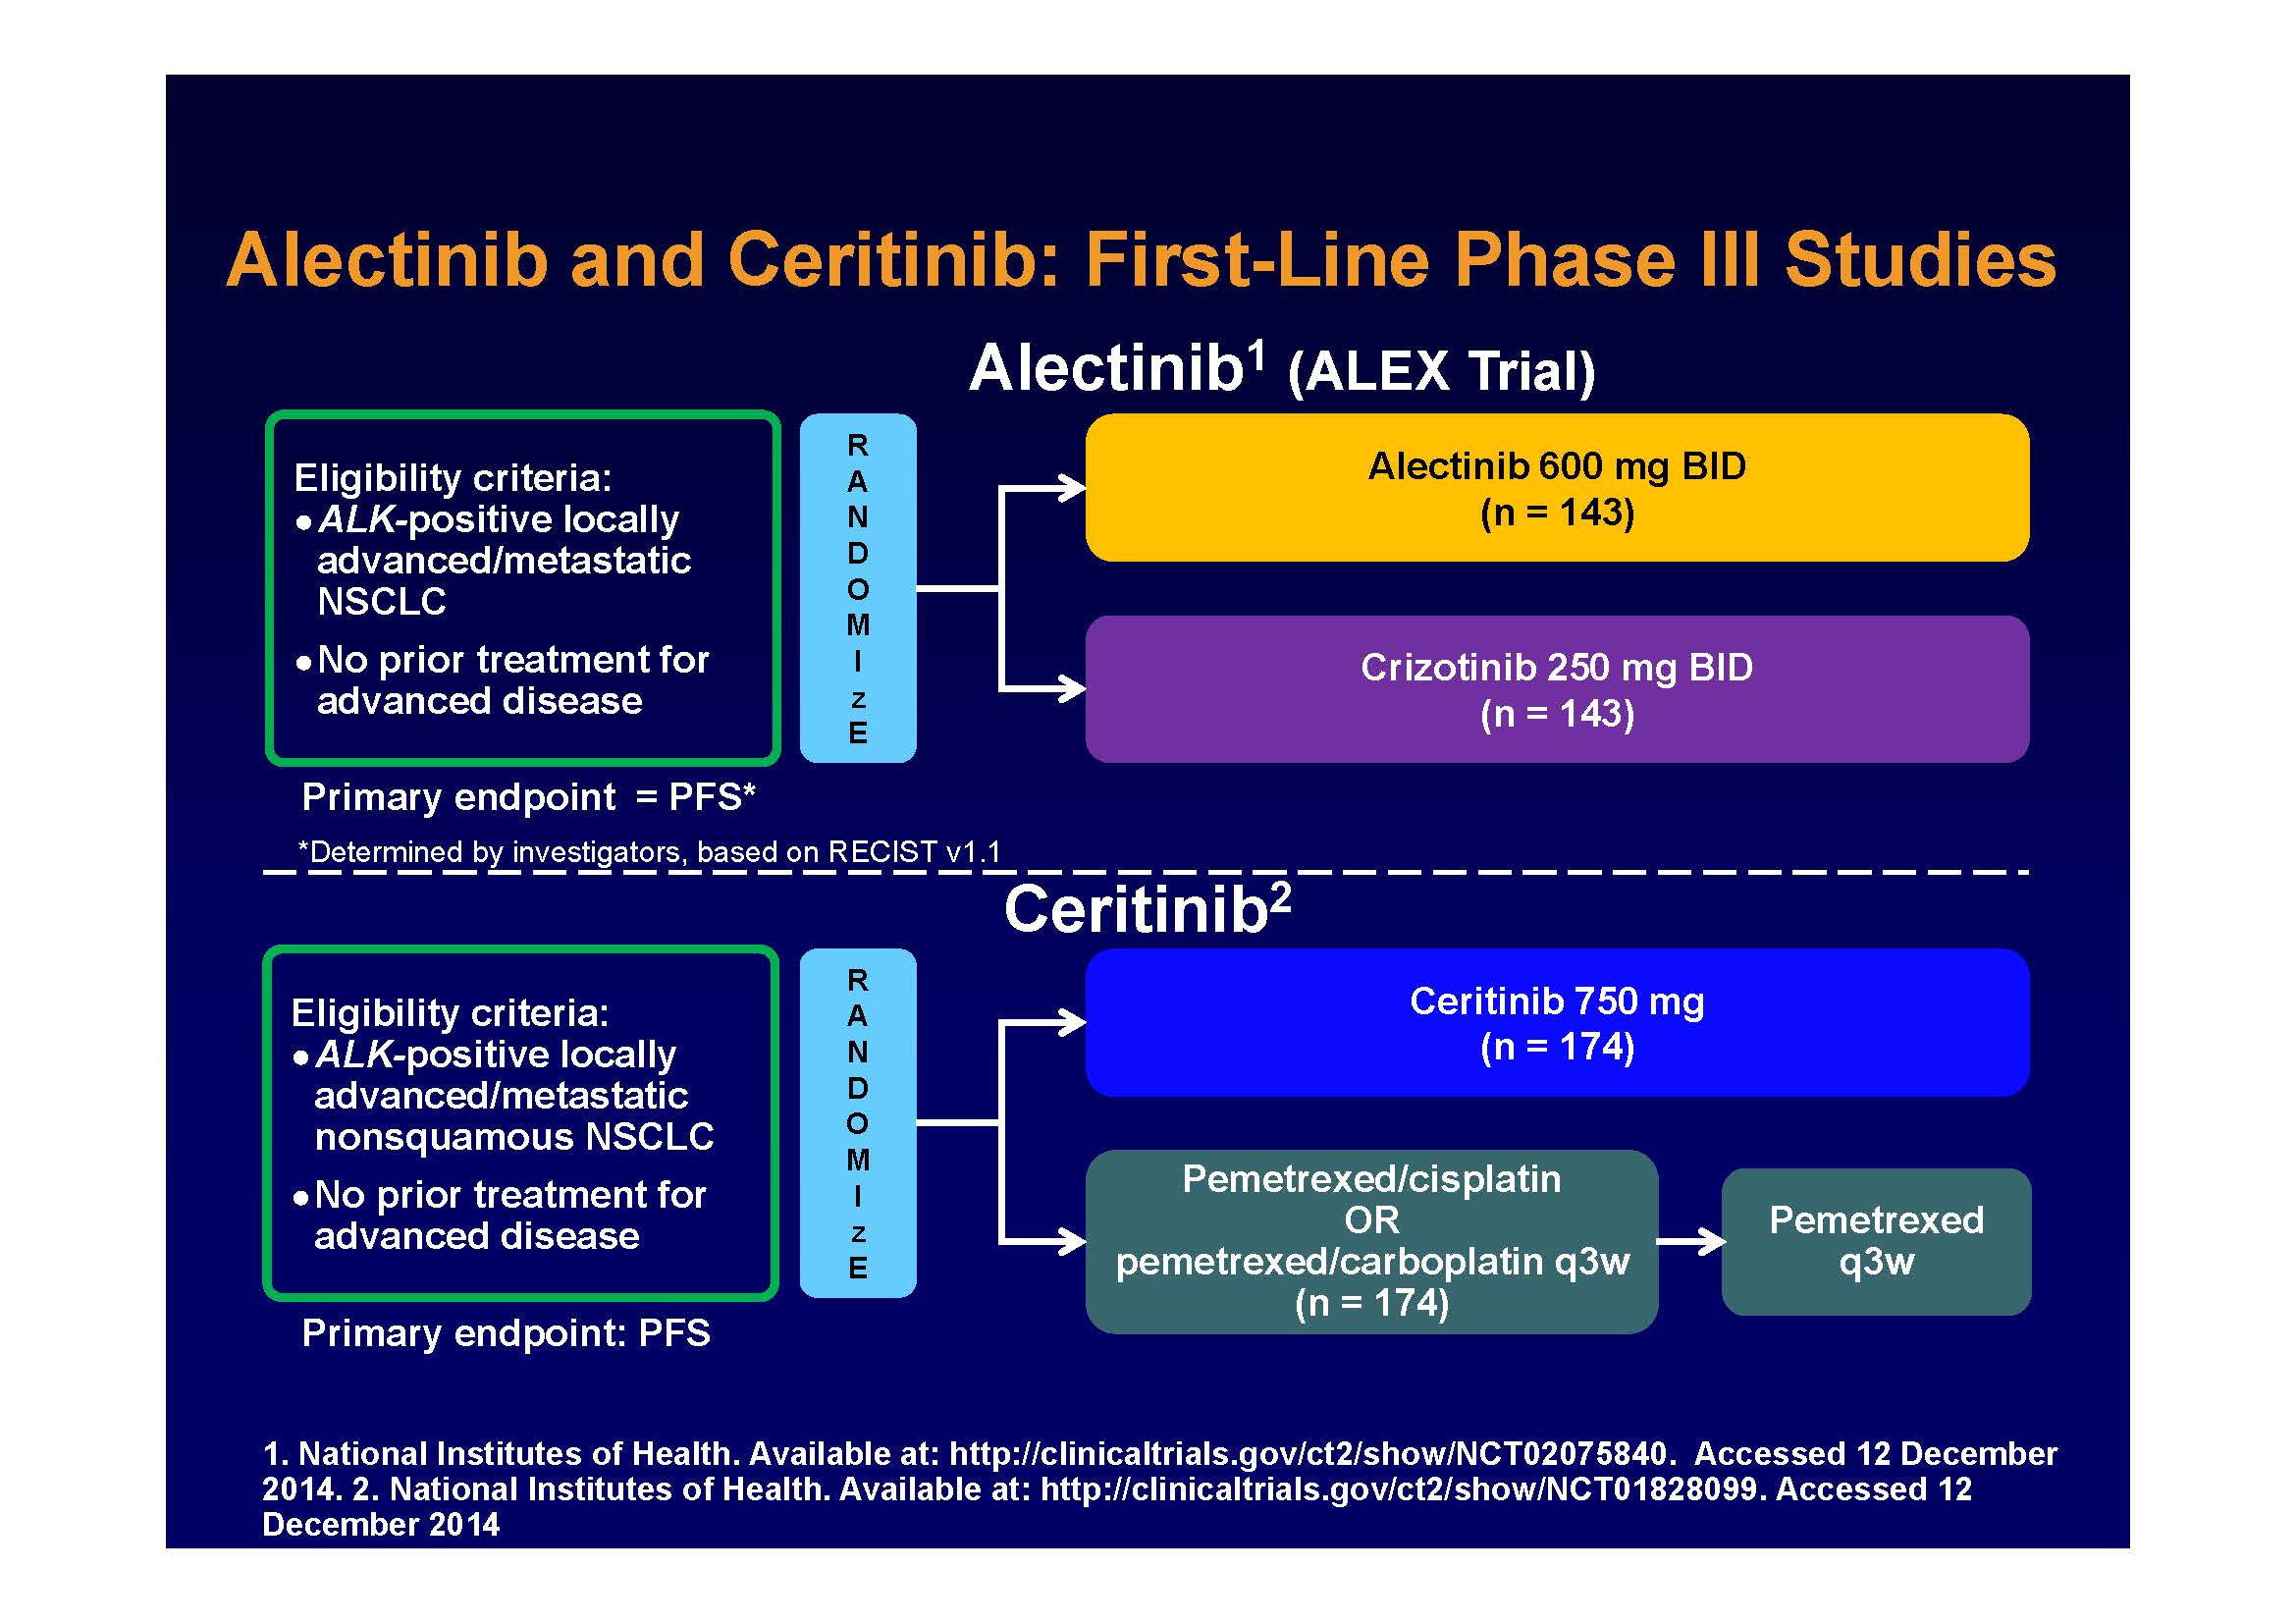 Alectinib and Ceritinib: First-Line Phase III Studies
Alectinib¹ (ALEX Trial)
Eligibility criteria:
● ALK-positive locally
advanced/metastatic
NSCLC
● No prior treatment for
advanced disease
R
A
N
D
O
M
I
z
E
Alectinib 600 mg BID
(n = 143)
Crizotinib 250 mg BID
(n = 143)
Primary endpoint = PFS*
*Determined by investigators, based on RECIST v1.1
Ceritinib²
Eligibility criteria:
● ALK-positive locally
advanced/metastatic
nonsquamous NSCLC
● No prior treatment for
advanced disease
R
A
N
D
O
M
I
z
E
Ceritinib 750 mg
(n = 174)
Pemetrexed/cisplatin
OR
pemetrexed/carboplatin q3w
(n = 174)
Pemetrexed
q3w
Primary endpoint: PFS
1. National Institutes of Health. Available at: http://clinicaltrials.gov/ct2/show/NCT02075840. Accessed 12 December
2014. 2. National Institutes of Health. Available at: http://clinicaltrials.gov/ct2/show/NCT01828099. Accessed 12
December 2014